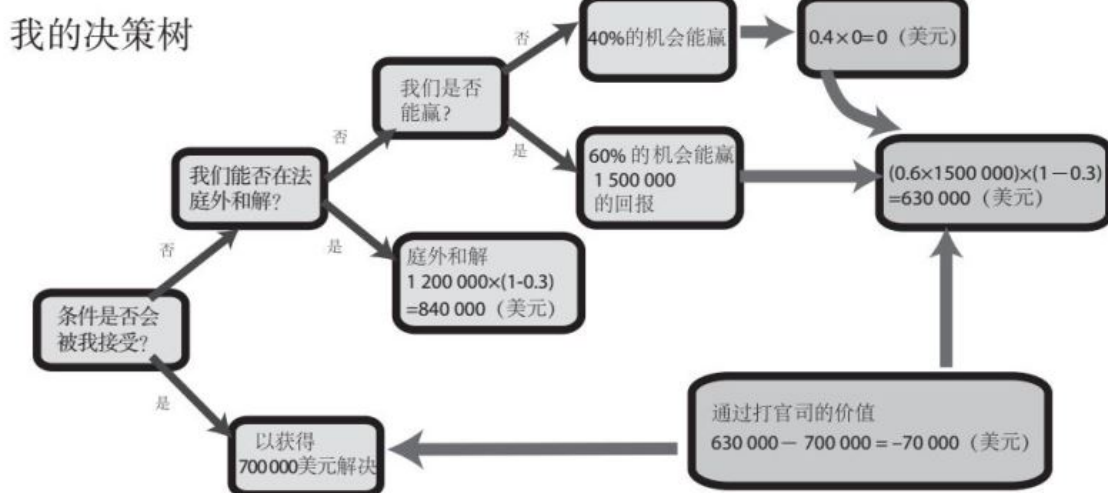 我的决策树
否
40%的机会能赢
0.4×0=0（美元）
我们是否
能赢？
否
是
60% 的机会能赢
1 500 000
的回报
(0.6×1500 000)×(1－0.3)
=630 000（美元）
我们能否在法
庭外和解？
否
是
庭外和解
1 200 000×(1-0.3)
=840 000（美元）
条件是否会
被我接受？
是
以获得
700 000美元解决
通过打官司的价值
630 000－ 700 000 = –70 000（美元）